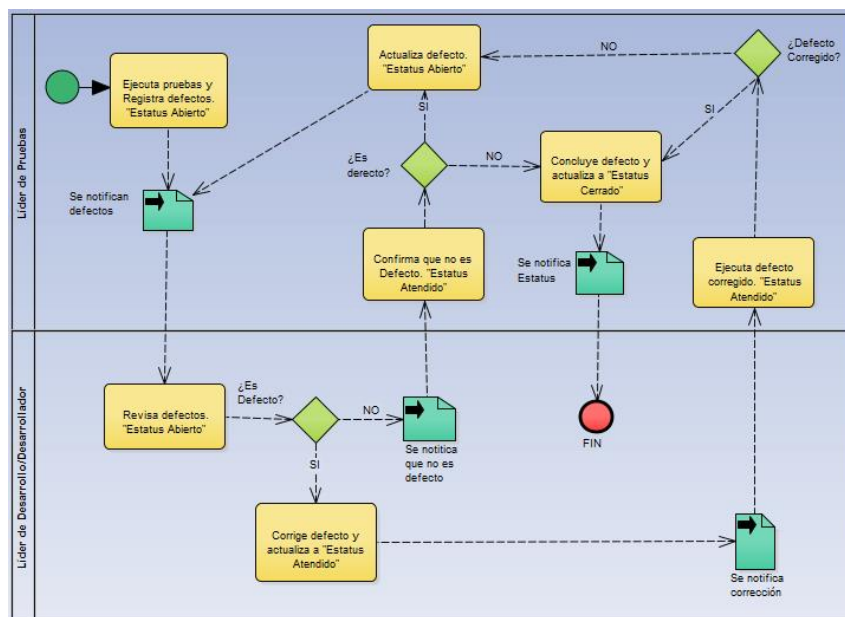 Líder de Pruebas
Ejecuta pruebas y
Registra defectos.
"Estatus Abierto"
Actualiza defecto.
"Estatus Abierto"
NO
¿Defecto
Corregido?
SI
SI
¿Es
derecto?
NO
Concluye defecto y
actualiza a "Estatus
Cerrado"
Se notifican
defectos
Confirma que no es
Defecto. "Estatus
Atendido"
Se notifica
Estatus
Ejecuta defecto
corregido. "Estatus
Atendido"
Líder de Desarrollo/Desarrollador
Revisa defectos.
"Estatus Abierto"
¿Es
Defecto?
NO
Se notitica
que no es
defecto
FIN
SI
Corrige defecto y
actualiza a "Estatus
Atendido"
Se notifica
corrección